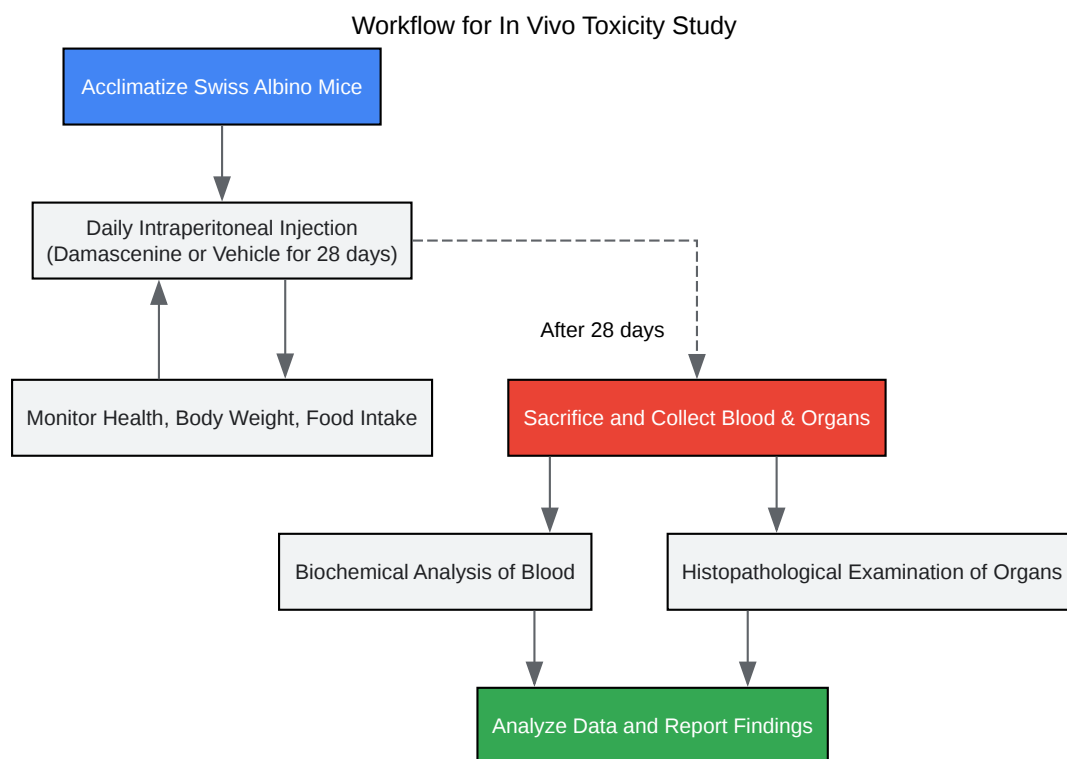 Workflow for In Vivo Toxicity Study
Acclimatize Swiss Albino Mice
Daily Intraperitoneal Injection
(Damascenine or Vehicle for 28 days)
After 28 days
Monitor Health, Body Weight, Food Intake
Sacrifice and Collect Blood & Organs
Biochemical Analysis of Blood
Histopathological Examination of Organs
Analyze Data and Report Findings